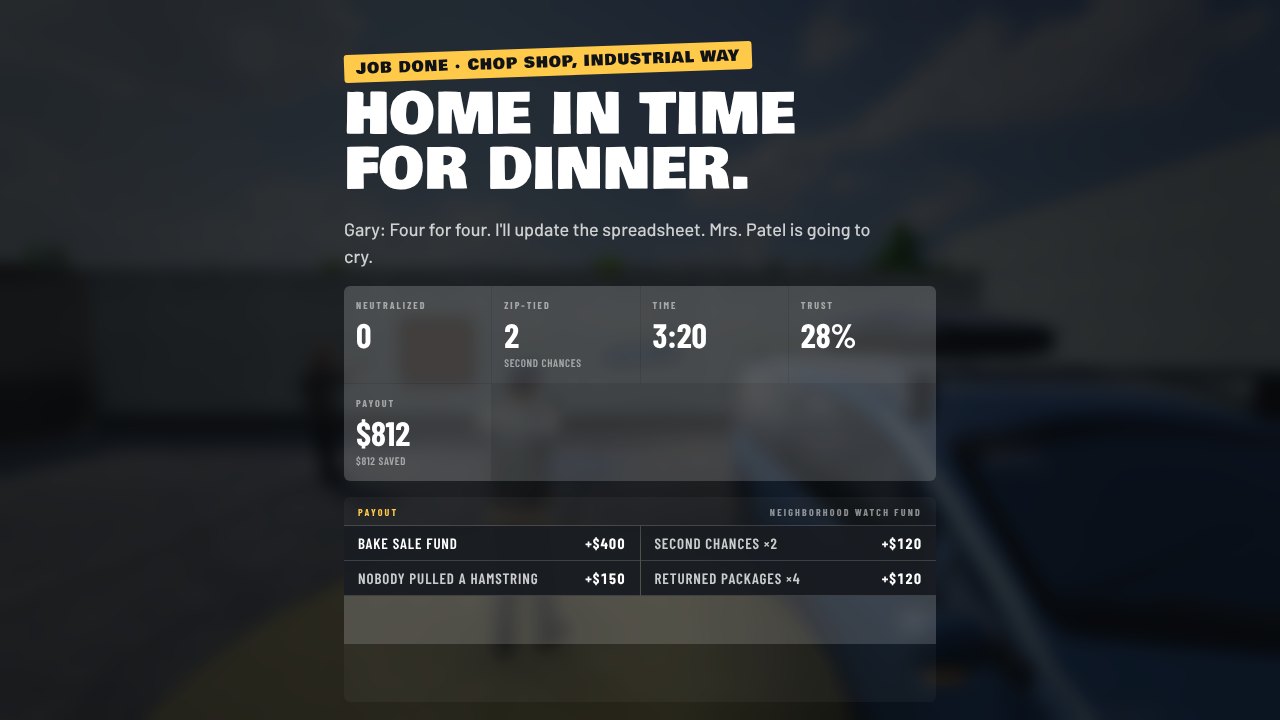 JOB DONE · CHOP SHOP, INDUSTRIAL WAY
HOME IN TIME
FOR DINNER.
Gary: Four for four. I'll update the spreadsheet. Mrs. Patel is going to
cry.
NEUTRALIZED
0
ZIP-TIED
2
SECOND CHANCES
TIME
3:20
TRUST
28%
PAYOUT
$812
$812 SAVED
PAYOUT
NEIGHBORHOOD WATCH FUND
BAKE SALE FUND +$400
SECOND CHANCES ×2 +$120
NOBODY PULLED A HAMSTRING +$150
RETURNED PACKAGES ×4 +$120